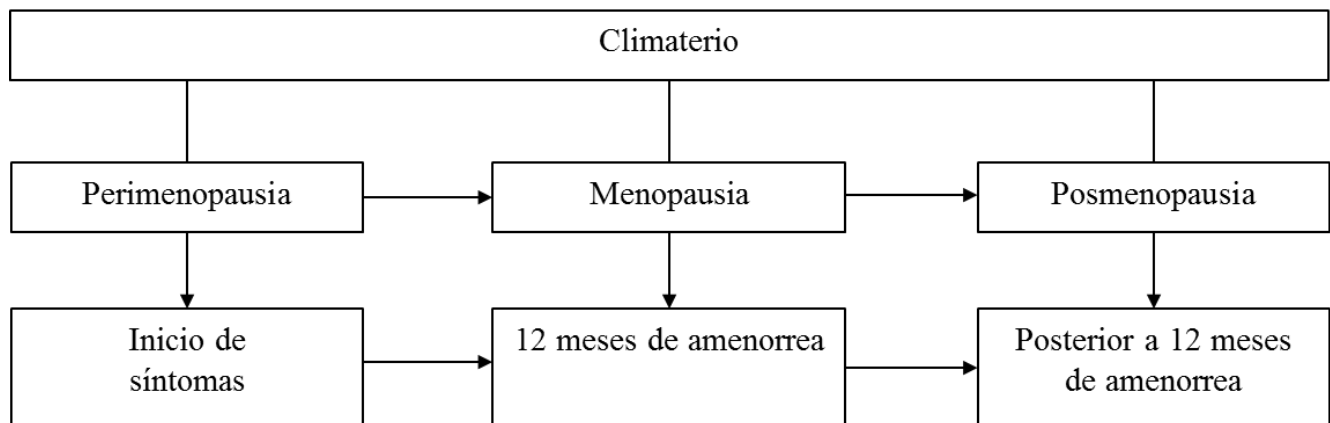 Climaterio
Perimenopausia
Menopausia
Posmenopausia
Inicio de
síntomas
12 meses de amenorrea
Posterior a 12 meses
de amenorrea